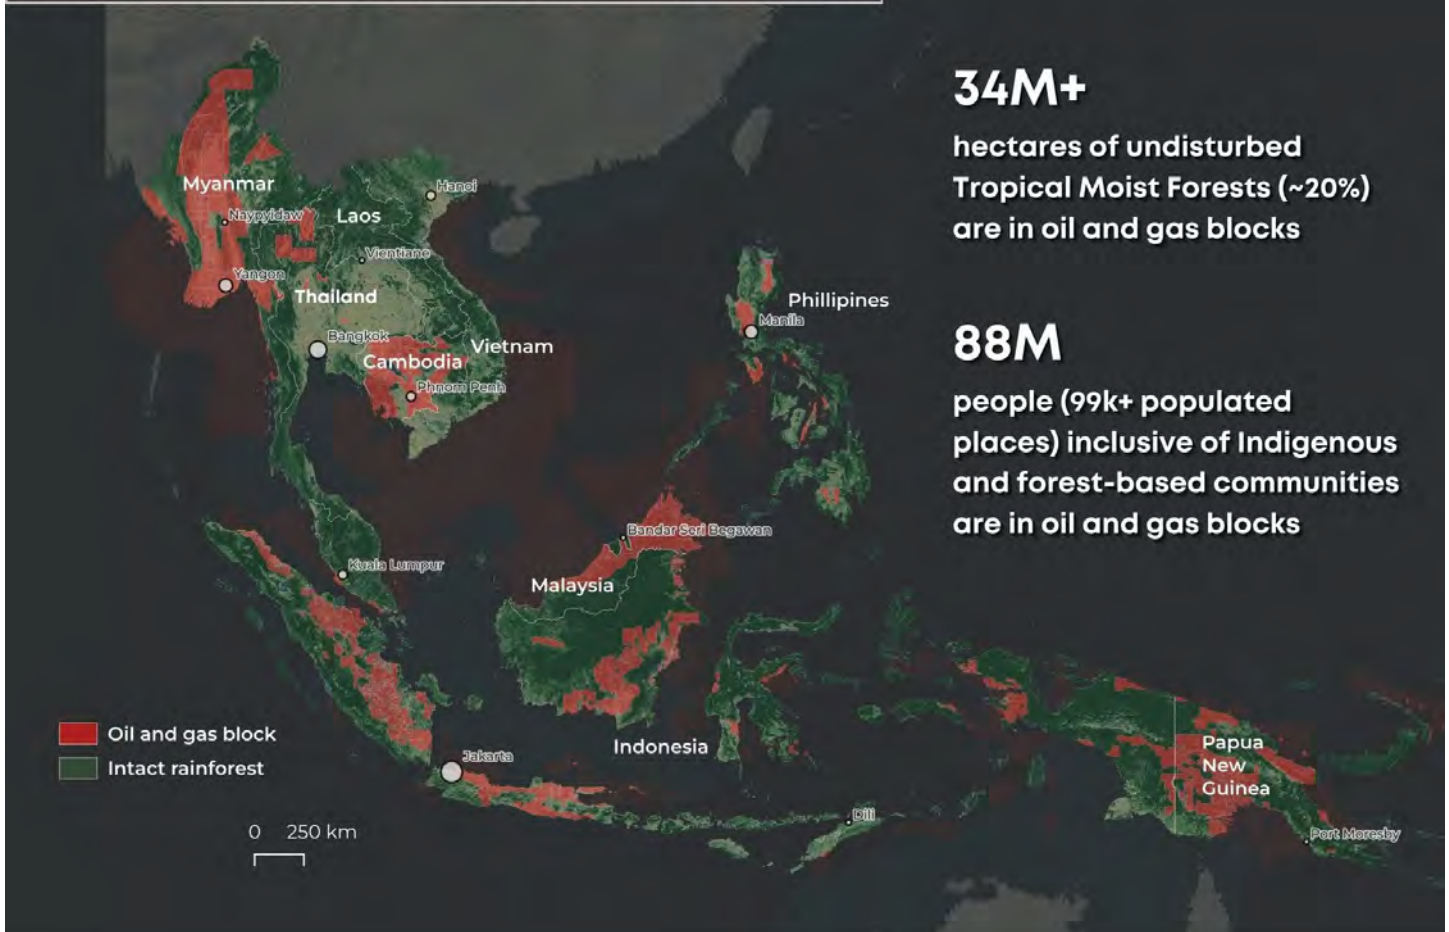 34M+
hectares of undisturbed
Tropical Moist Forests (~20%)
are in oil and gas blocks
88M
people (99k+ populated
places) inclusive of Indigenous
and forest-based communities
are in oil and gas blocks
Myanmar
Hanoi
Naypyidaw
Laos
Vientiane
Yangon
Thailand
Phillipines
Manila
Bangkok
Vietnam
Cambodia
Phnom Penh
Bandar Seri Begawan
Kuala Lumpur
Malaysia
Oil and gas block
Intact rainforest
Indonesia
Jakarta
Papua
New
Guinea
Dili
Port Moresby
0 250 km